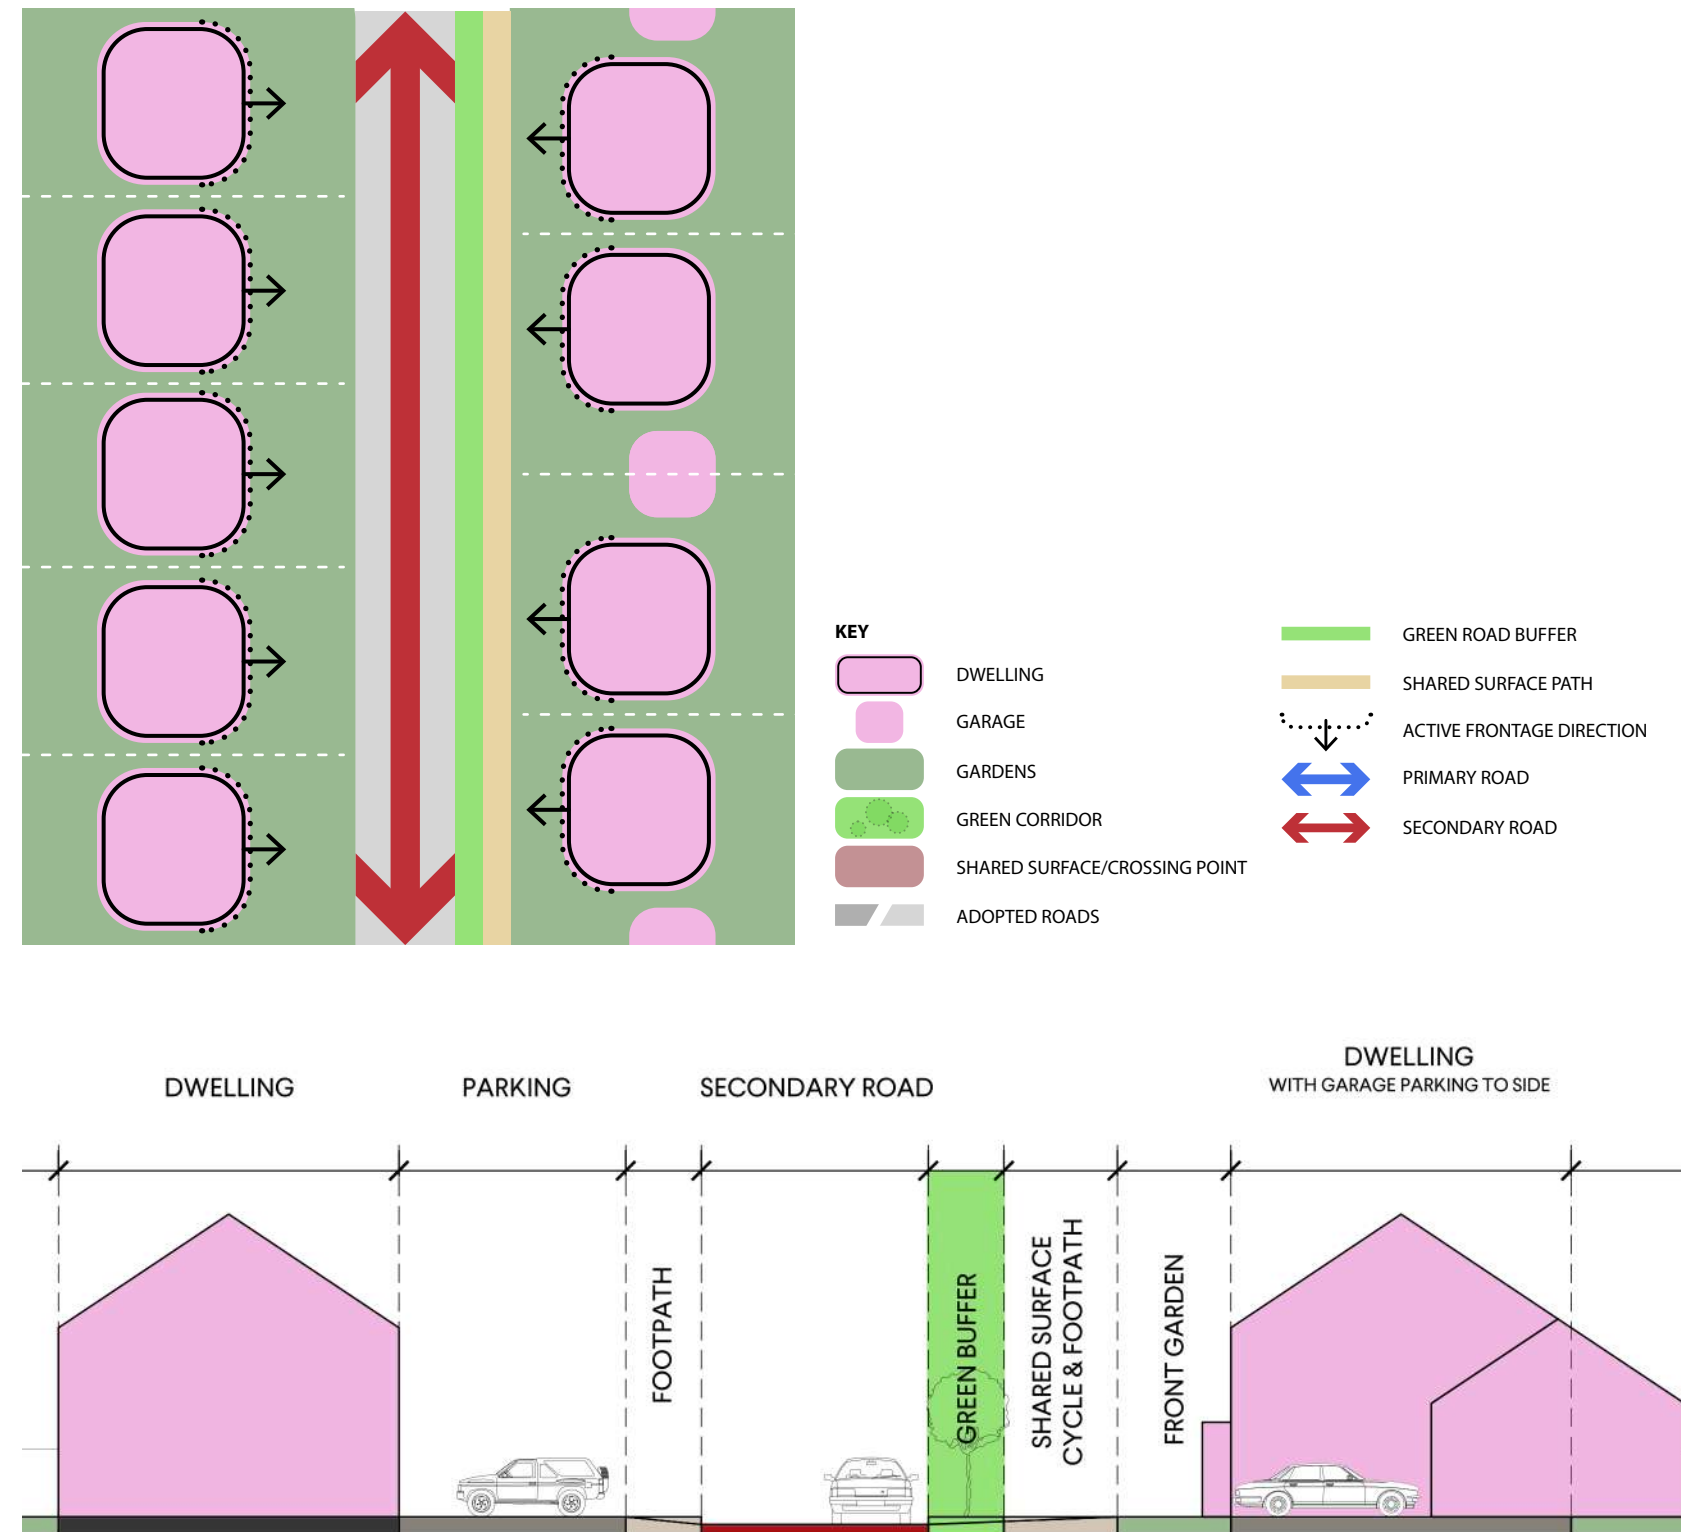 KEY
DWELLING
GARAGE
GARDENS
GREEN CORRIDOR
SHARED SURFACE/CROSSING POINT
ADOPTED ROADS
GREEN ROAD BUFFER
SHARED SURFACE PATH
ACTIVE FRONTAGE DIRECTION
PRIMARY ROAD
SECONDARY ROAD
DWELLING
PARKING
SECONDARY ROAD
DWELLING
WITH GARAGE PARKING TO SIDE
FOOTPATH
GREEN BUFFER
SHARED SURFACE
CYCLE & FOOTPATH
FRONT GARDEN